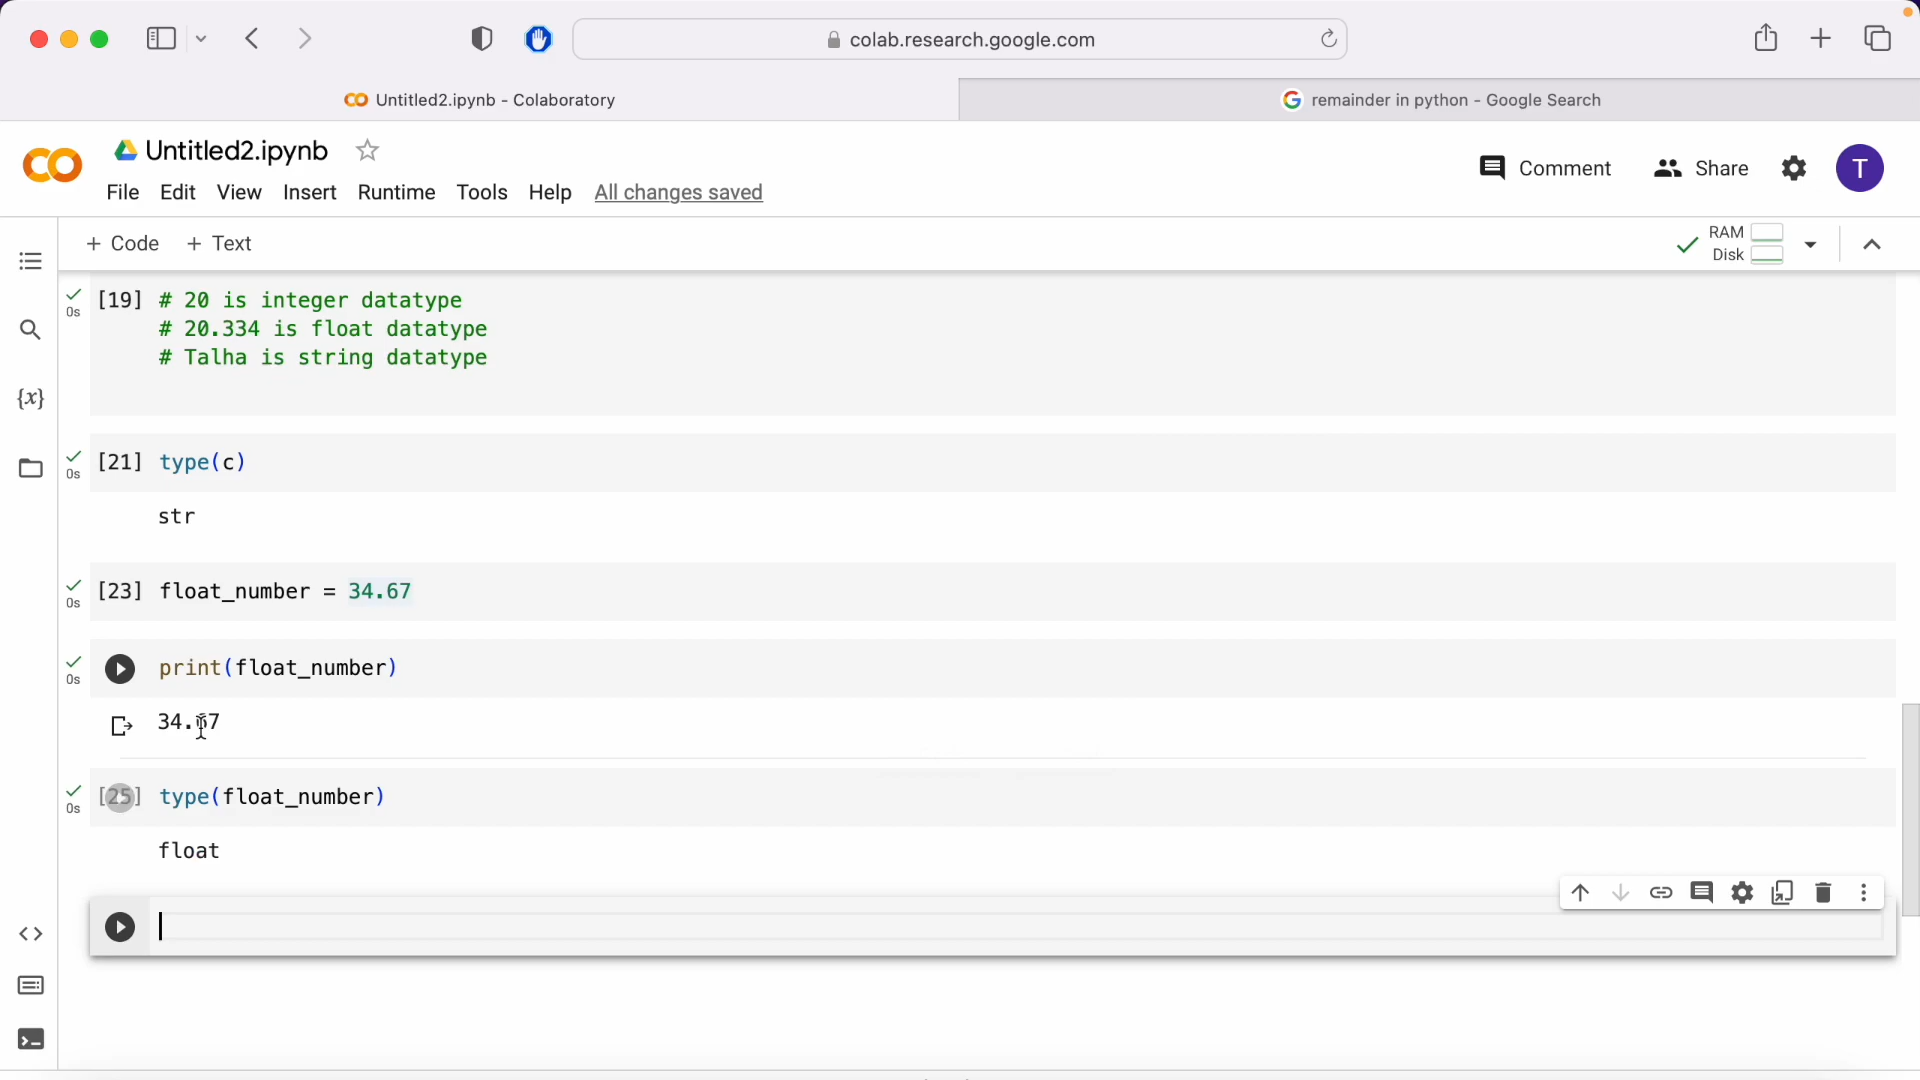 colab.research.google.com
Untitled2.ipynb - Colaboratory
remainder in python - Google Search
Untitled2.ipynb
Comment
Share
T
File Edit View Insert Runtime Tools Help All changes saved
+ Code + Text
RAM
Disk
[19] # 20 is integer datatype
0s
# 20.334 is float datatype
# Talha is string datatype
{x}
[21] type(c)
0s
str
[23] float_number = 34.67
0s
print(float_number)
0s
34.67
[25] type(float_number)
0s
float